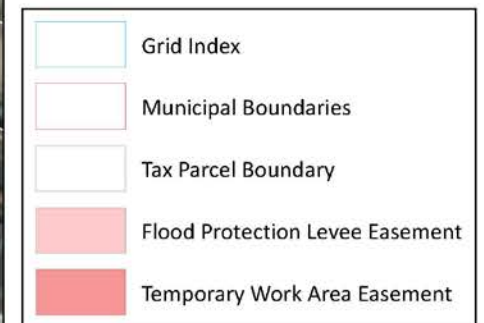 Grid Index
Municipal Boundaries
Tax Parcel Boundary
Flood Protection Levee Easement
Temporary Work Area Easement